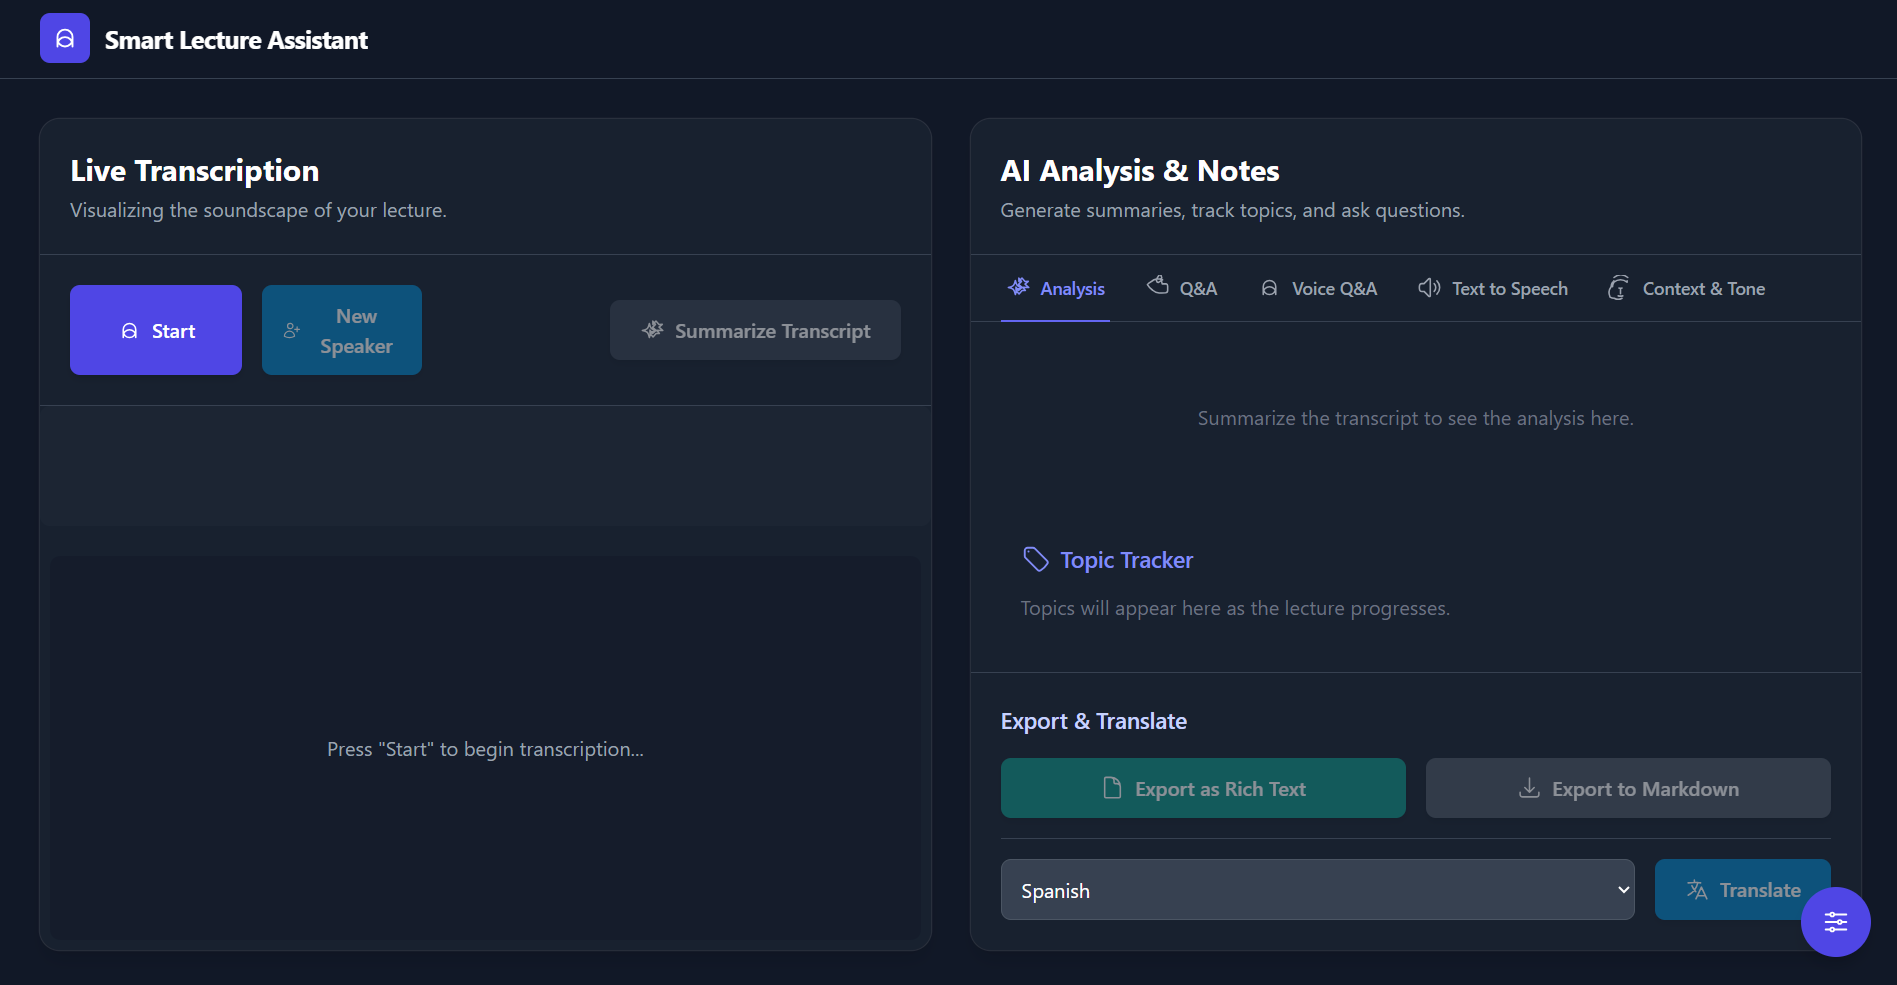 Smart Lecture Assistant
Live Transcription
Visualizing the soundscape of your lecture.
Start
New
Speaker
Summarize Transcript
Press "Start" to begin transcription...
AI Analysis & Notes
Generate summaries, track topics, and ask questions.
Analysis
Q&A
Voice Q&A
Text to Speech
Context & Tone
Summarize the transcript to see the analysis here.
Topic Tracker
Topics will appear here as the lecture progresses.
Export & Translate
Export as Rich Text
Export to Markdown
Spanish
Translate